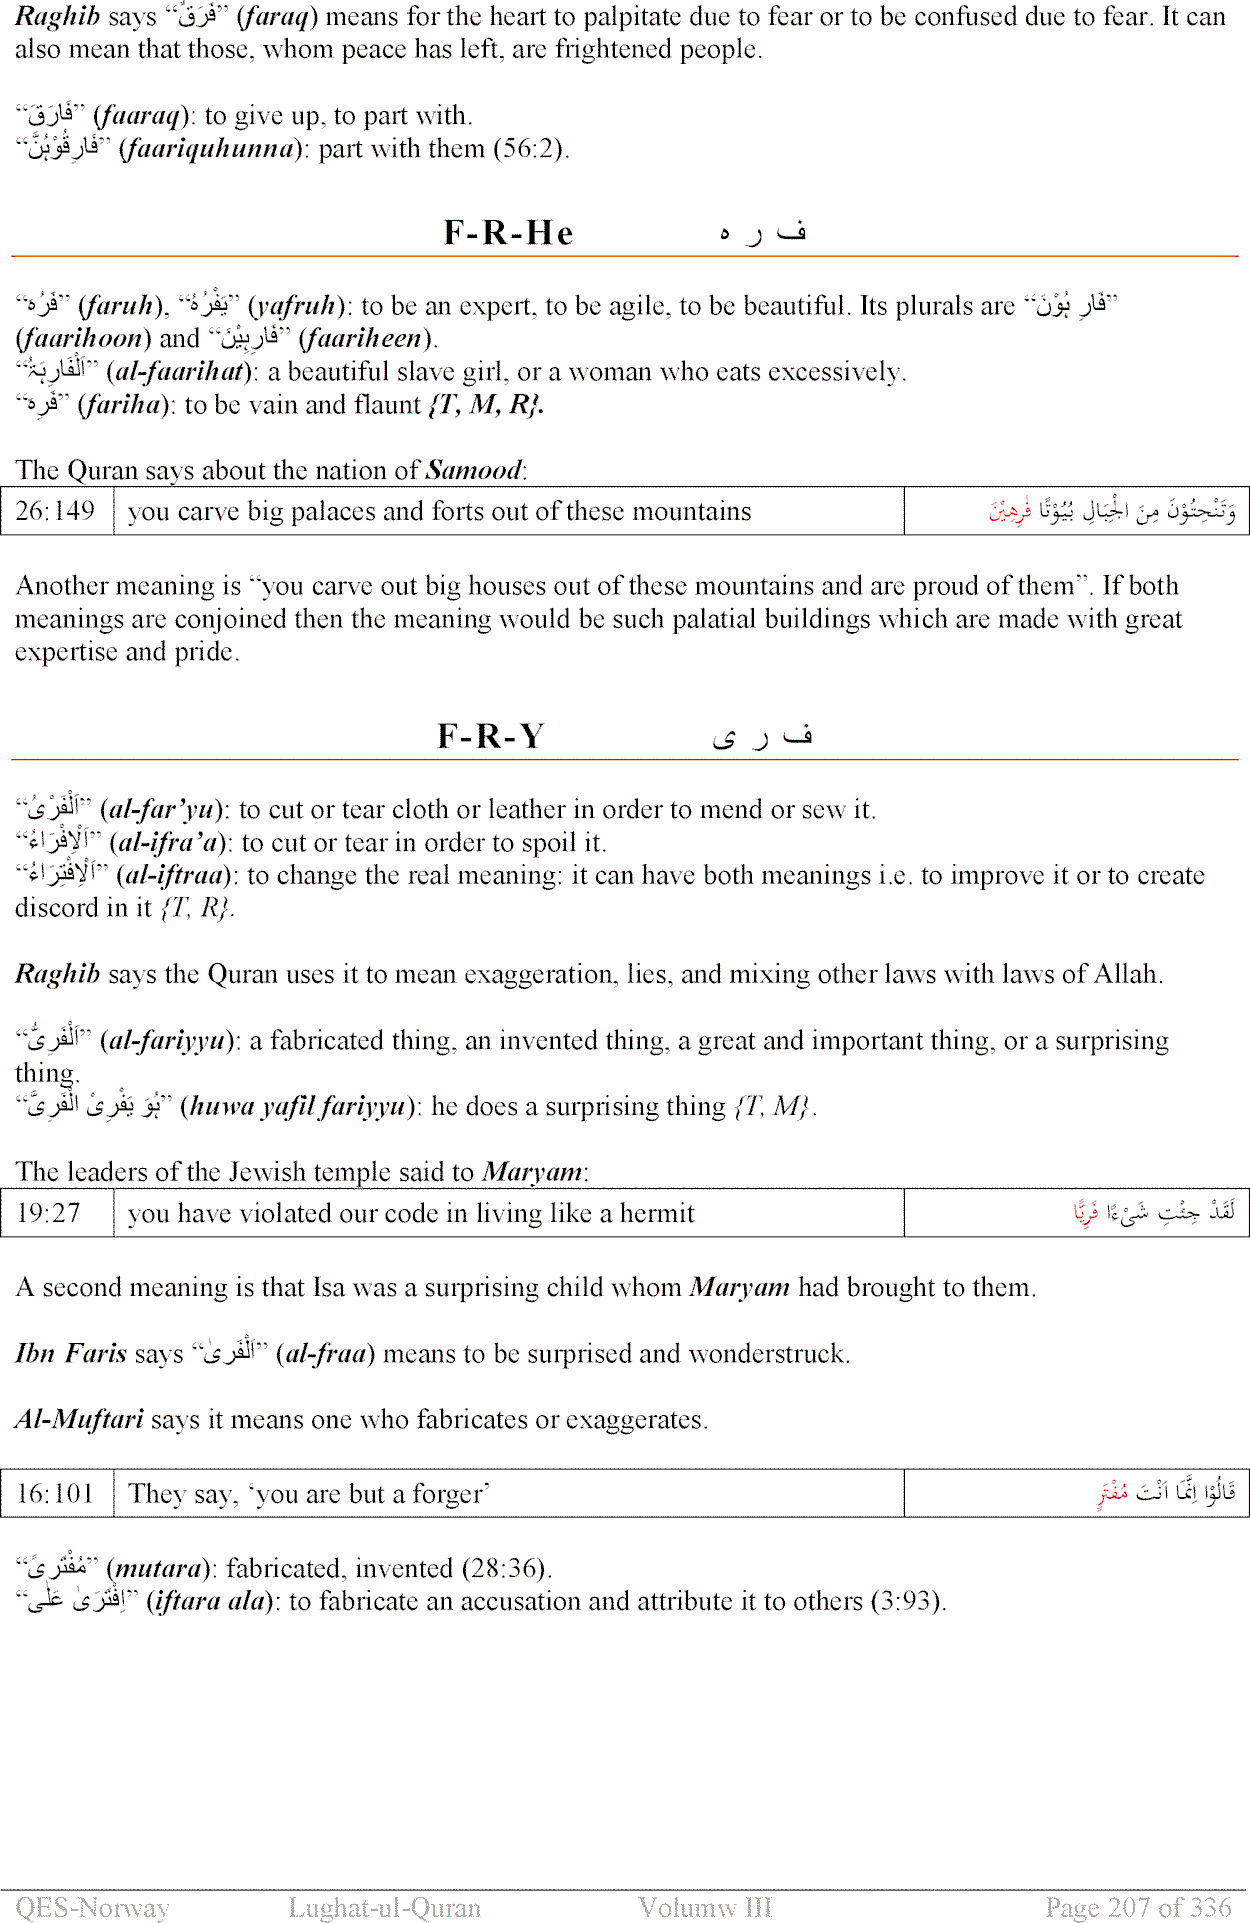 Raghib says “فَرَقٌ” (faraq) means for the heart to palpitate due to fear or to be confused due to fear. It can
also mean that those, whom peace has left, are frightened people.
“فَارَقَ” (faaraq): to give up, to part with.
“فَارِقُوْہُنَّ” (faariquhunna): part with them (56:2).
F-R-He ف ر ہ
“فَرُہ” (faruh), “یَفْرُہُ” (yafruh): to be an expert, to be agile, to be beautiful. Its plurals are “فَارِ ہُوْنَ”
(faarihoon) and “فَارِہِیْنَ” (faariheen).
“اَلْفَارِہَۃُ” (al-faarihat): a beautiful slave girl, or a woman who eats excessively.
“فَرِہ” (fariha): to be vain and flaunt {T, M, R}.
The Quran says about the nation of Samood:
26:149 you carve big palaces and forts out of these mountains وَتَنْحِتُوْنَ مِنَ الْجِبَالِ بُيُوْتًا فٰرِهِيْنَ
Another meaning is “you carve out big houses out of these mountains and are proud of them”. If both
meanings are conjoined then the meaning would be such palatial buildings which are made with great
expertise and pride.
F-R-Y ف ر ی
“اَلْفَرْیُ” (al-far’yu): to cut or tear cloth or leather in order to mend or sew it.
“اَلْاِفْرَاءُ” (al-ifra’a): to cut or tear in order to spoil it.
“اَلْاِفْتِرَاءُ” (al-iftraa): to change the real meaning: it can have both meanings i.e. to improve it or to create
discord in it {T, R}.
Raghib says the Quran uses it to mean exaggeration, lies, and mixing other laws with laws of Allah.
“اَلْفَرِیُّ” (al-fariyyu): a fabricated thing, an invented thing, a great and important thing, or a surprising
thing.
“ہُوَ یَفْرِیْ الْفَرِیَّ” (huwa yafil fariyyu): he does a surprising thing {T, M}.
The leaders of the Jewish temple said to Maryam:
19:27 you have violated our code in living like a hermit لَقَدْ جِئْتِ شَيْـًٔا فَرِيًّا
A second meaning is that Isa was a surprising child whom Maryam had brought to them.
Ibn Faris says “اَلْفَریٰ” (al-fraa) means to be surprised and wonderstruck.
Al-Muftari says it means one who fabricates or exaggerates.
16:101 They say, ‘you are but a forger’ قَالُوْٓا اِنَّمَآ اَنْتَ مُفْتَرٍ
“مُفْتَریً” (mutara): fabricated, invented (28:36).
“اِفْتَرَیٰ عَلٰی” (iftara ala): to fabricate an accusation and attribute it to others (3:93).
QES-Norway Lughat-ul-Quran Volumw III Page 207 of 336